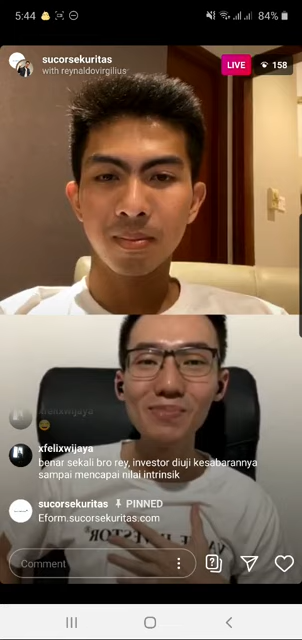 5:44
84%
sucorsekuritas
with reynaldovirgilius
LIVE
158
xfelixwijaya
xfelixwijaya
benar sekali bro rey, investor diuji kesabarannya
sampai mencapai nilai intrinsik
sucorsekuritas PINNED
Eform.sucorsekuritas.com
Comment